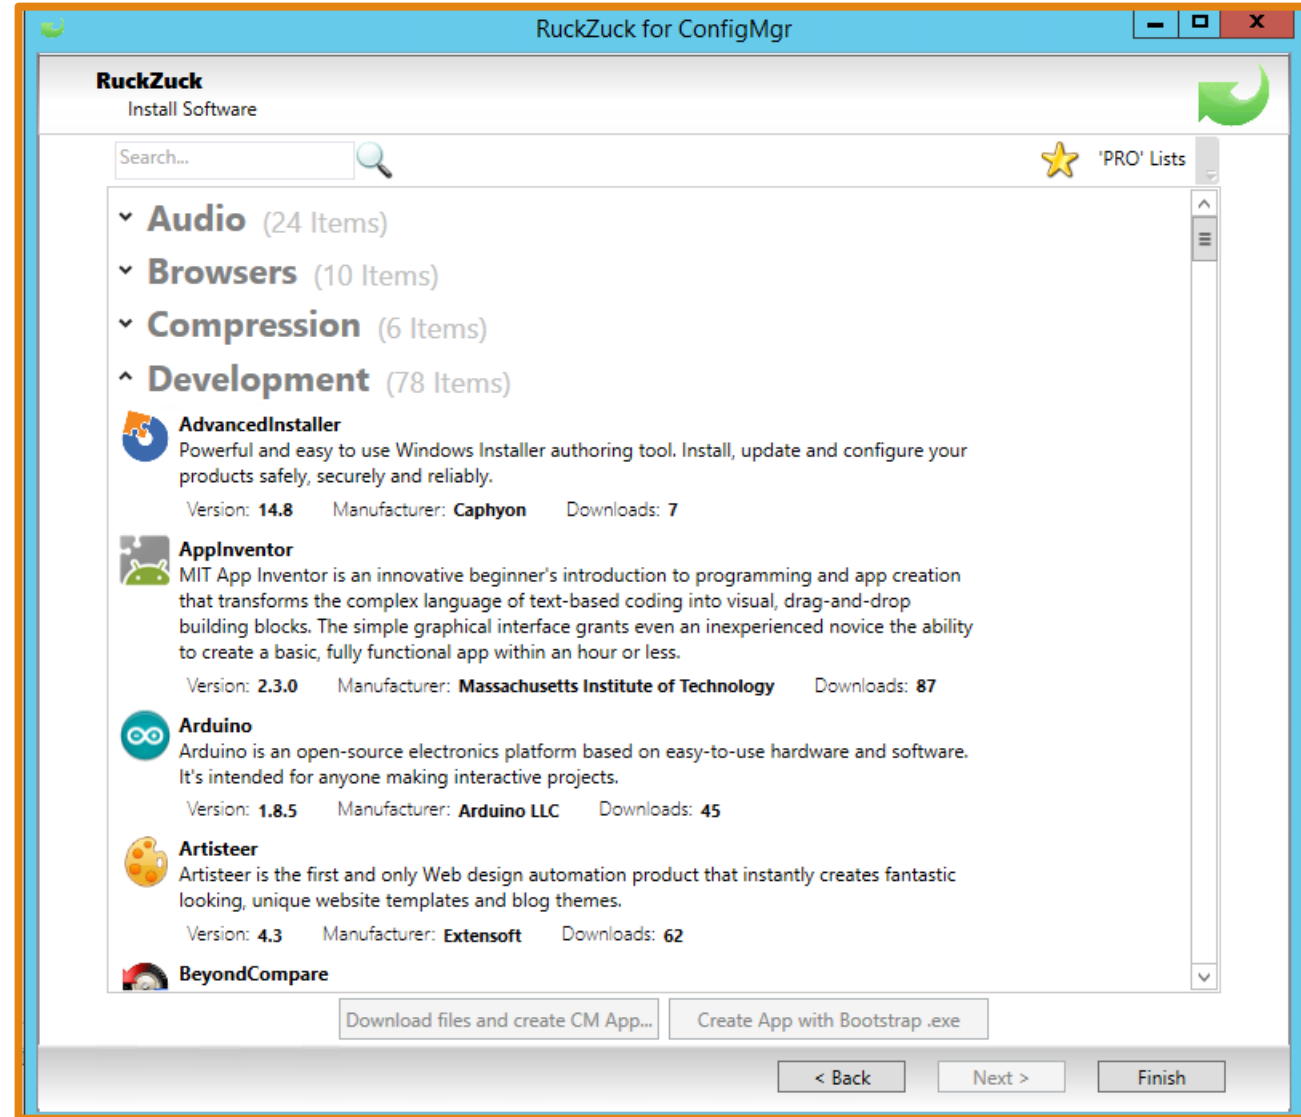 RuckZuck for ConfigMgr
RuckZuck
Install Software
Search...
'PRO' Lists
Audio (24 Items)
Browsers (10 Items)
Compression (6 Items)
Development (78 Items)
AdvancedInstaller
Powerful and easy to use Windows Installer authoring tool. Install, update and configure your
products safely, securely and reliably.
Version: 14.8 Manufacturer: Caphyon Downloads: 7
AppInventor
MIT App Inventor is an innovative beginner's introduction to programming and app creation
that transforms the complex language of text-based coding into visual, drag-and-drop
building blocks. The simple graphical interface grants even an inexperienced novice the ability
to create a basic, fully functional app within an hour or less.
Version: 2.3.0 Manufacturer: Massachusetts Institute of Technology Downloads: 87
Arduino
Arduino is an open-source electronics platform based on easy-to-use hardware and software.
It's intended for anyone making interactive projects.
Version: 1.8.5 Manufacturer: Arduino LLC Downloads: 45
Artisteer
Artisteer is the first and only Web design automation product that instantly creates fantastic
looking, unique website templates and blog themes.
Version: 4.3 Manufacturer: Extensoft Downloads: 62
BeyondCompare
Download files and create CM App...
Create App with Bootstrap .exe
< Back
Next >
Finish